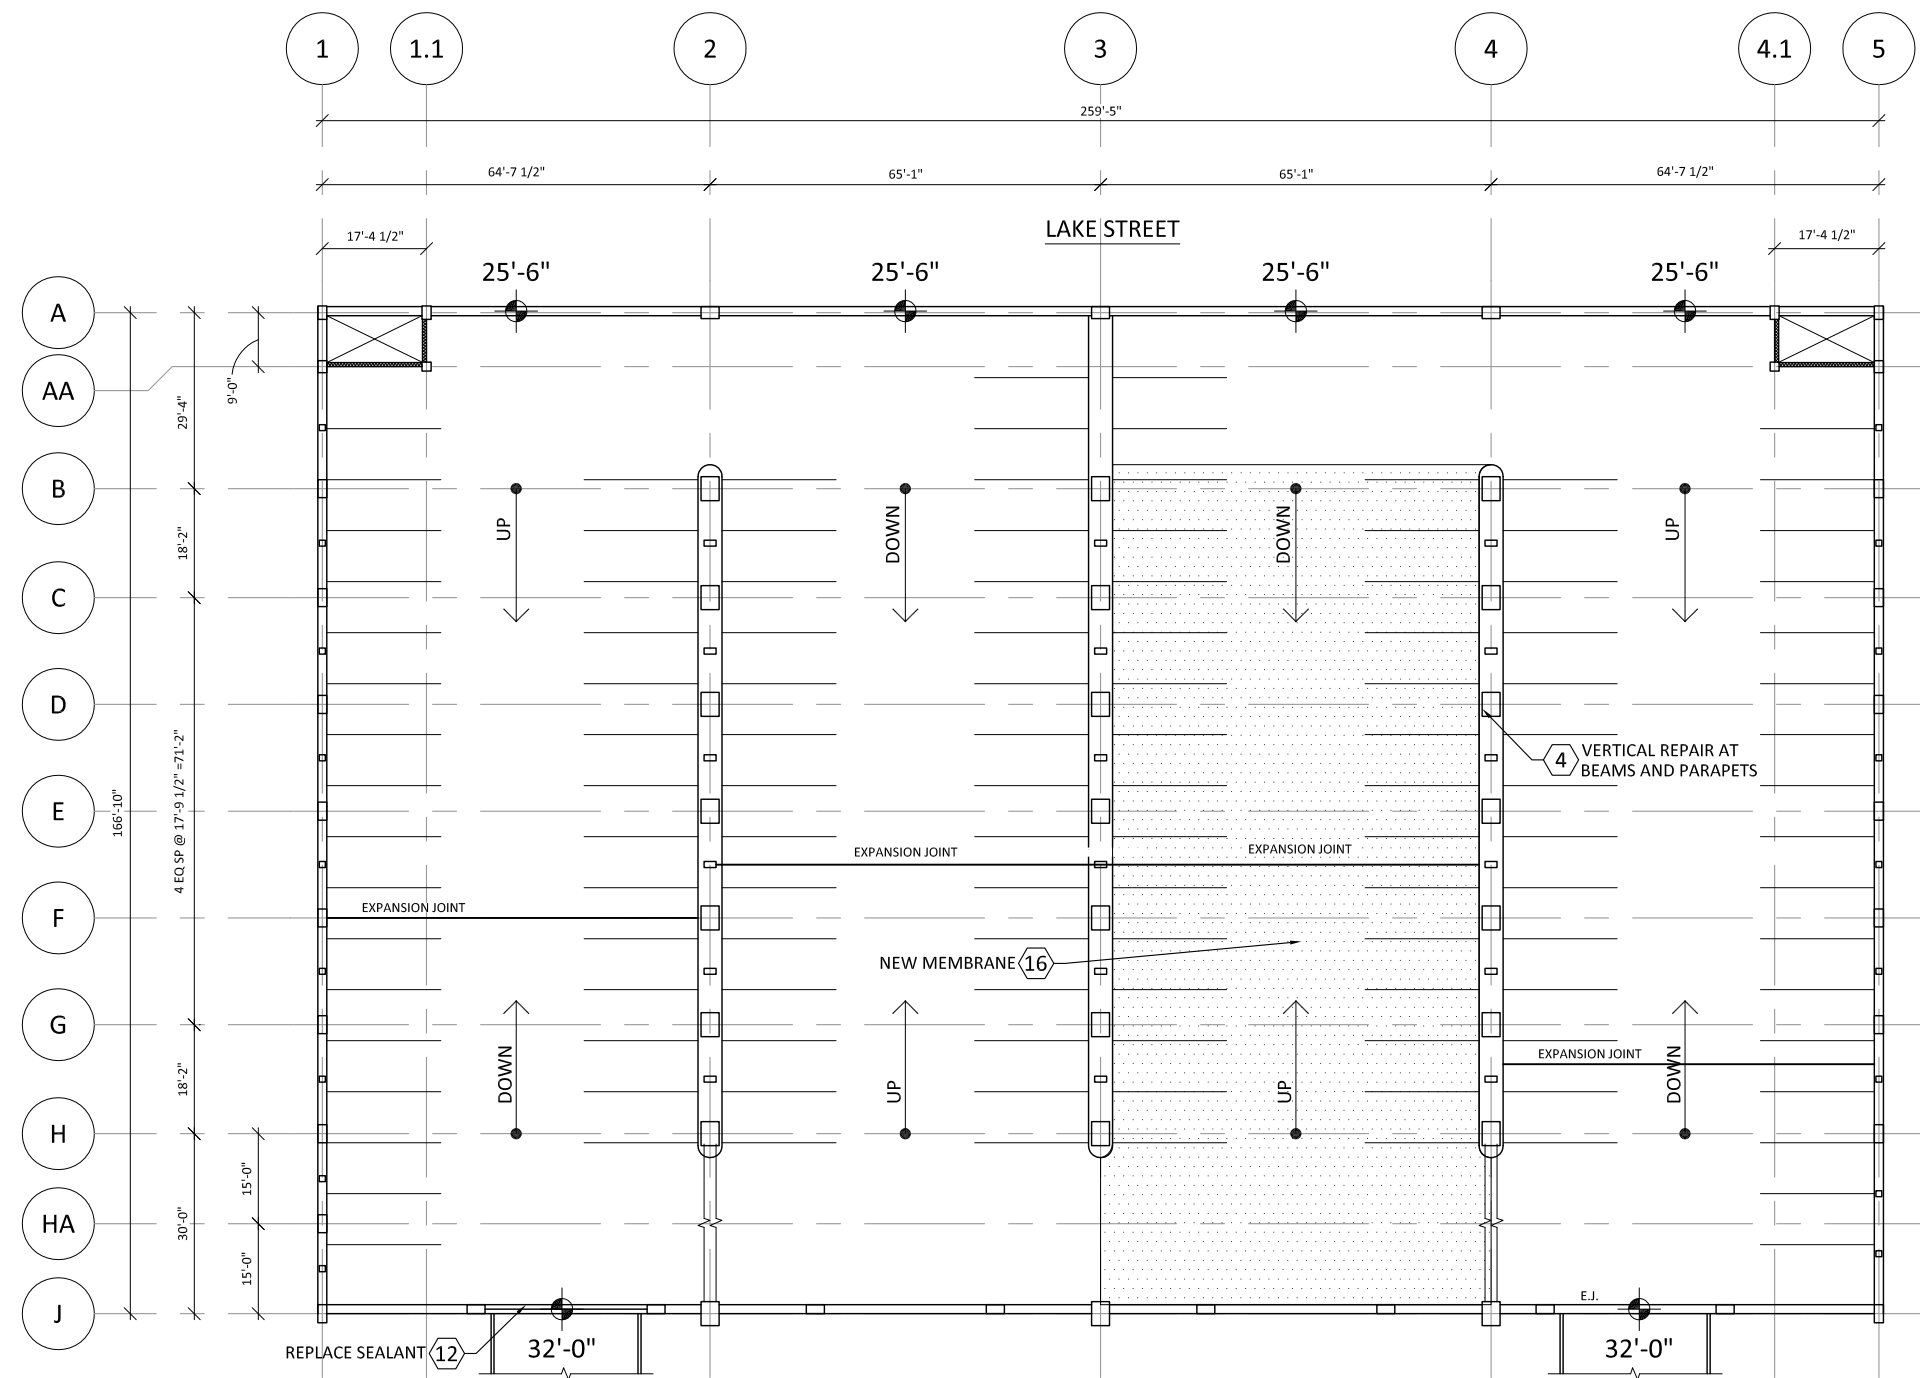 1
1.1
2
3
4
4.1
5
259'-5"
64'-7 1/2"
65'-1"
65'-1"
64'-7 1/2"
LAKE STREET
17'-4 1/2"
17'-4 1/2"
25'-6"
25'-6"
25'-6"
25'-6"
A
AA
9'-0"
29'-4"
B
UP
DOWN
DOWN
UP
18'-2"
C
D
4
VERTICAL REPAIR AT
BEAMS AND PARAPETS
E
166'-10"
4 EQ SP @ 17'-9 1/2" =71'-2"
EXPANSION JOINT
EXPANSION JOINT
F
EXPANSION JOINT
NEW MEMBRANE
16
G
EXPANSION JOINT
18'-2"
DOWN
UP
UP
DOWN
H
15'-0"
HA
30'-0"
15'-0"
J
E.J.
REPLACE SEALANT
12
32'-0"
32'-0"